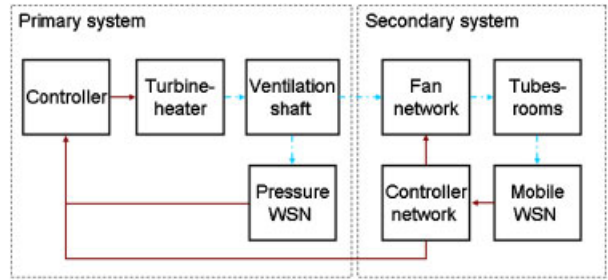 Primary system
Secondary system
Controller
Turbine-
heater
Ventilation
shaft
Fan
network
Tubes-
rooms
Pressure
WSN
Controller
network
Mobile
WSN